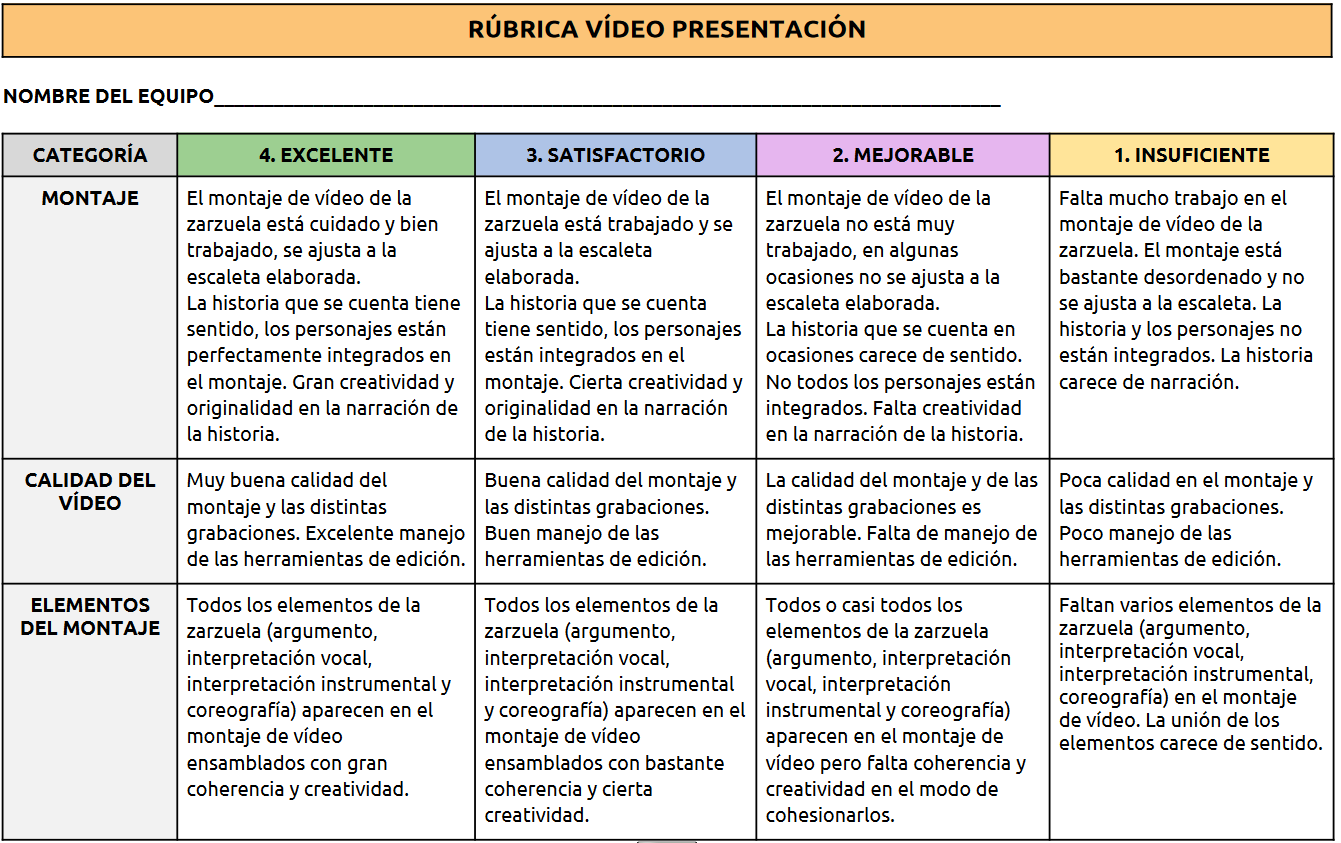 RÚBRICA VÍDEO PRESENTACIÓN
NOMBRE DEL EQUIPO
CATEGORÍA
4. EXCELENTE
3. SATISFACTORIO
2. MEJORABLE
1. INSUFICIENTE
MONTAJE
El montaje de vídeo de la
zarzuela está cuidado y bien
trabajado, se ajusta a la
escaleta elaborada.
La historia que se cuenta tiene
sentido, los personajes están
perfectamente integrados en
el montaje. Gran creatividad y
originalidad en la narración de
la historia.
El montaje de vídeo de la
zarzuela está trabajado y se
ajusta a la escaleta
elaborada.
La historia que se cuenta
tiene sentido, los personajes
están integrados en el
montaje. Cierta creatividad y
originalidad en la narración
de la historia.
El montaje de vídeo de la
zarzuela no está muy
trabajado, en algunas
ocasiones no se ajusta a la
escaleta elaborada.
La historia que se cuenta en
ocasiones carece de sentido.
No todos los personajes están
integrados. Falta creatividad
en la narración de la historia.
Falta mucho trabajo en el
montaje de vídeo de la
zarzuela. El montaje está
bastante desordenado y no
se ajusta a la escaleta. La
historia y los personajes no
están integrados. La historia
carece de narración.
CALIDAD DEL
VÍDEO
Muy buena calidad del
montaje y las distintas
grabaciones. Excelente manejo
de las herramientas de edición.
Buena calidad del montaje y
las distintas grabaciones.
Buen manejo de las
herramientas de edición.
La calidad del montaje y de las
distintas grabaciones es
mejorable. Falta de manejo de
las herramientas de edición.
Poca calidad en el montaje y
las distintas grabaciones.
Poco manejo de las
herramientas de edición.
ELEMENTOS
DEL MONTAJE
Todos los elementos de la
zarzuela (argumento,
interpretación vocal,
interpretación instrumental y
coreografía) aparecen en el
montaje de vídeo
ensamblados con gran
coherencia y creatividad.
Todos los elementos de la
zarzuela (argumento,
interpretación vocal,
interpretación instrumental
y coreografía) aparecen en el
montaje de vídeo
ensamblados con bastante
coherencia y cierta
creatividad.
Todos o casi todos los
elementos de la zarzuela
(argumento, interpretación
vocal, interpretación
instrumental y coreografía)
aparecen en el montaje de
vídeo pero falta coherencia y
creatividad en el modo de
cohesionarlos.
Faltan varios elementos de la
zarzuela (argumento,
interpretación vocal,
interpretación instrumental,
coreografía) en el montaje
de vídeo. La unión de los
elementos carece de sentido.